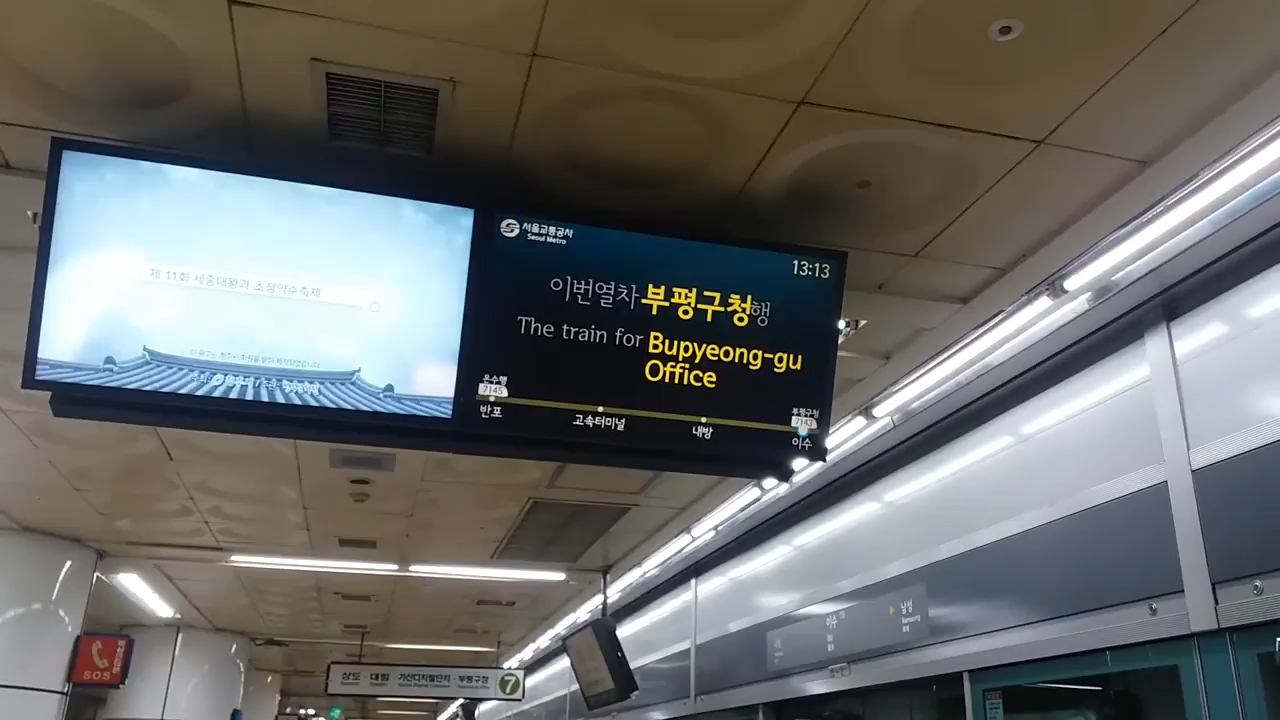 제 11회 세종대왕과 초정약수축제
서울교통공사
Seoul Metro
13:13
이번열차 부평구청행
The train for Bupyeong-gu
Office
온수행
7145
부평구청
7143
반포
고속터미널
내방
이수
이수
남성
SOS
상도 · 대림 · 가산디지털단지 · 부평구청
7